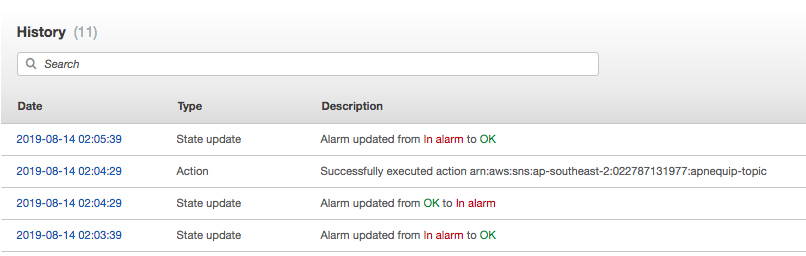 History (11)
Search
Date Type Description
2019-08-14 02:05:39 State update Alarm updated from In alarm to OK
2019-08-14 02:04:29 Action Successfully executed action arn:aws:sns:ap-southeast-2:022787131977:apnequip-topic
2019-08-14 02:04:29 State update Alarm updated from OK to In alarm
2019-08-14 02:03:39 State update Alarm updated from In alarm to OK